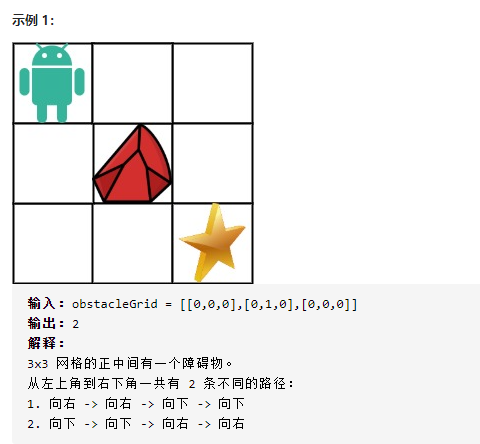 示例 1：
输入：obstacleGrid = [[0,0,0],[0,1,0],[0,0,0]]
输出：2
解释：
3x3 网格的正中间有一个障碍物。
从左上角到右下角一共有 2 条不同的路径：
1. 向右 -> 向右 -> 向下 -> 向下
2. 向下 -> 向下 -> 向右 -> 向右